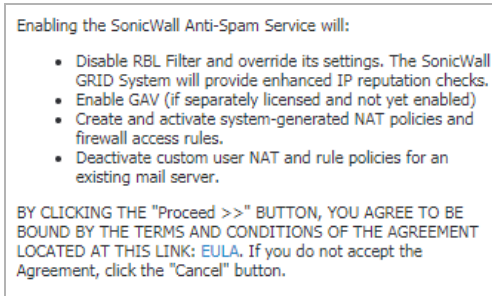 Enabling the SonicWall Anti-Spam Service will:
• Disable RBL Filter and override its settings. The SonicWall
GRID System will provide enhanced IP reputation checks.
• Enable GAV (if separately licensed and not yet enabled)
• Create and activate system-generated NAT policies and
firewall access rules.
• Deactivate custom user NAT and rule policies for an
existing mail server.
BY CLICKING THE "Proceed >>" BUTTON, YOU AGREE TO BE
BOUND BY THE TERMS AND CONDITIONS OF THE AGREEMENT
LOCATED AT THIS LINK: EULA. If you do not accept the
Agreement, click the "Cancel" button.